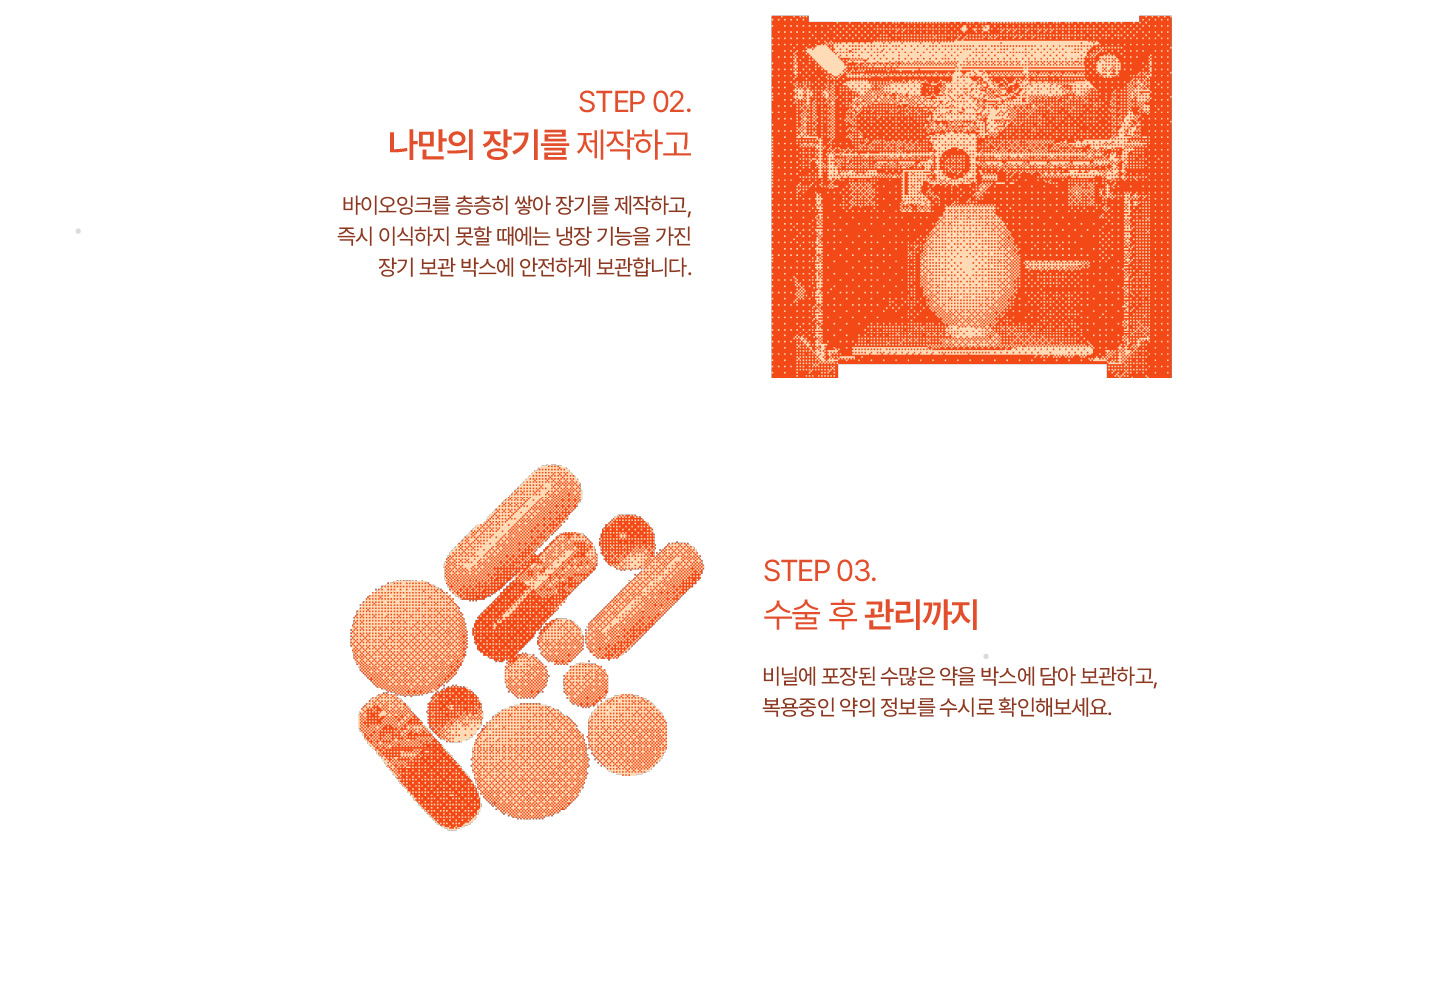 STEP 02.
나만의 장기를 제작하고
바이오잉크를 층층히 쌓아 장기를 제작하고,
즉시 이식하지 못할 때에는 냉장 기능을 가진
장기 보관 박스에 안전하게 보관합니다.
STEP 03.
수술 후 관리까지
비닐에 포장된 수많은 약을 박스에 담아 보관하고,
복용중인 약의 정보를 수시로 확인해보세요.